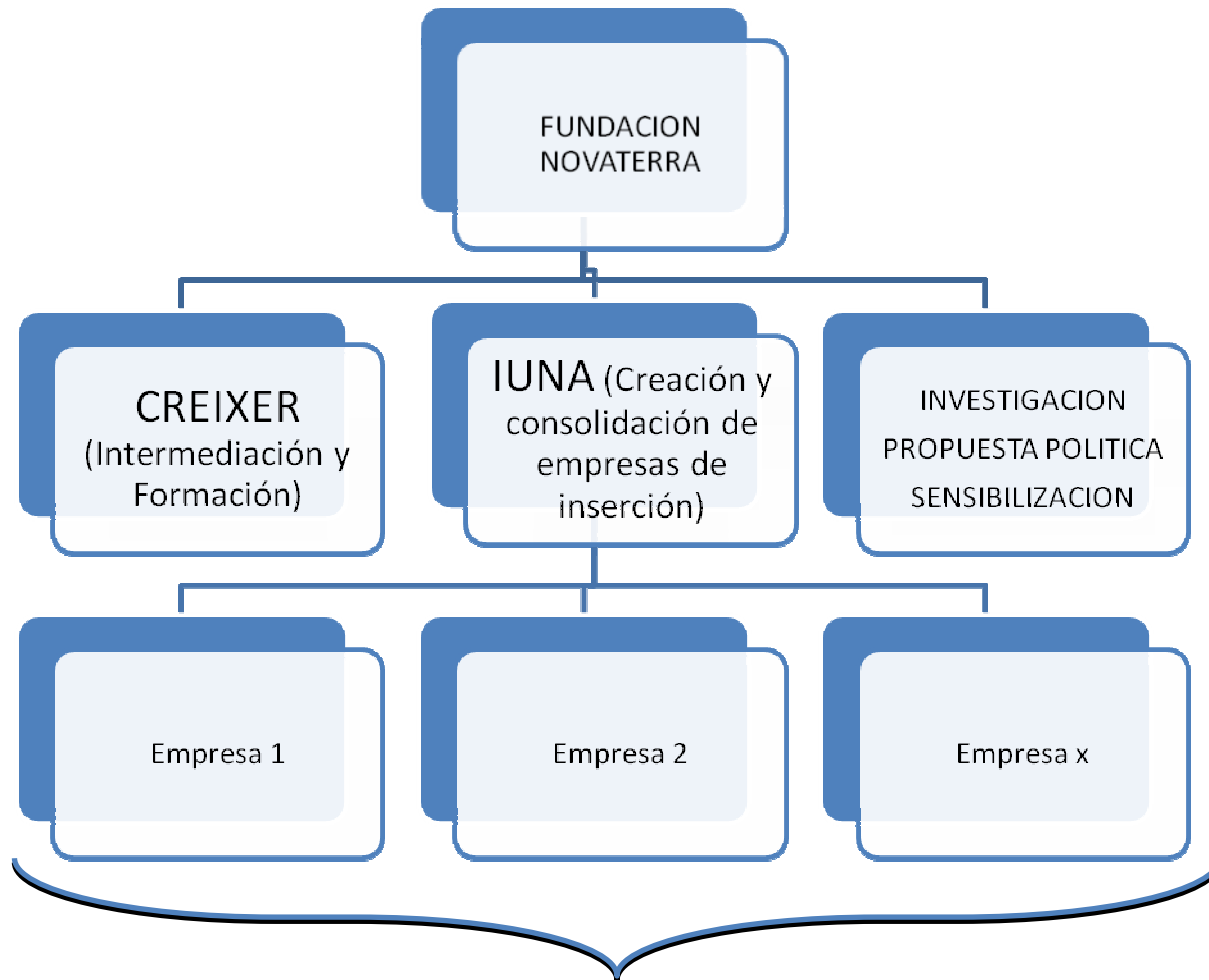 FUNDACION
NOVATERRA
CREIXER
(Intermediación y
Formación)
IUNA (Creación y
consolidación de
empresas de
inserción)
INVESTIGACION
PROPUESTA POLITICA
SENSIBILIZACION
Empresa 1
Empresa 2
Empresa x